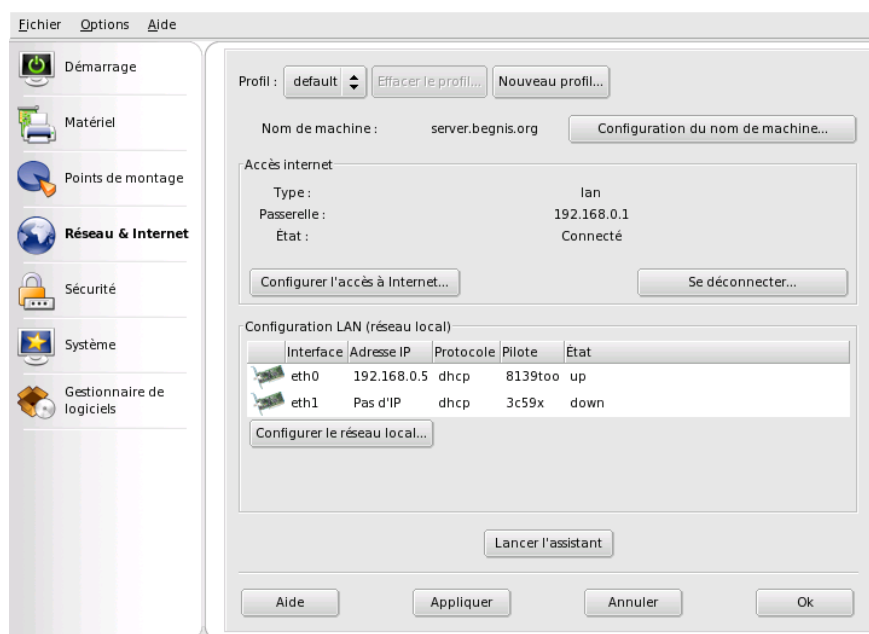 Fichier Options Aide
Démarrage
Matériel
Points de montage
Réseau & Internet
Sécurité
Système
Gestionnaire de
logiciels
Profil : default Effacer le profil... Nouveau profil...
Nom de machine : server.begnis.org Configuration du nom de machine...
Accès internet
Type : lan
Passerelle : 192.168.0.1
État : Connecté
Configurer l'accès à Internet... Se déconnecter...
Configuration LAN (réseau local)
Interface Adresse IP Protocole Pilote État
eth0 192.168.0.5 dhcp 8139too up
eth1 Pas d'IP dhcp 3c59x down
Configurer le réseau local...
Lancer l'assistant
Aide Appliquer Annuler Ok